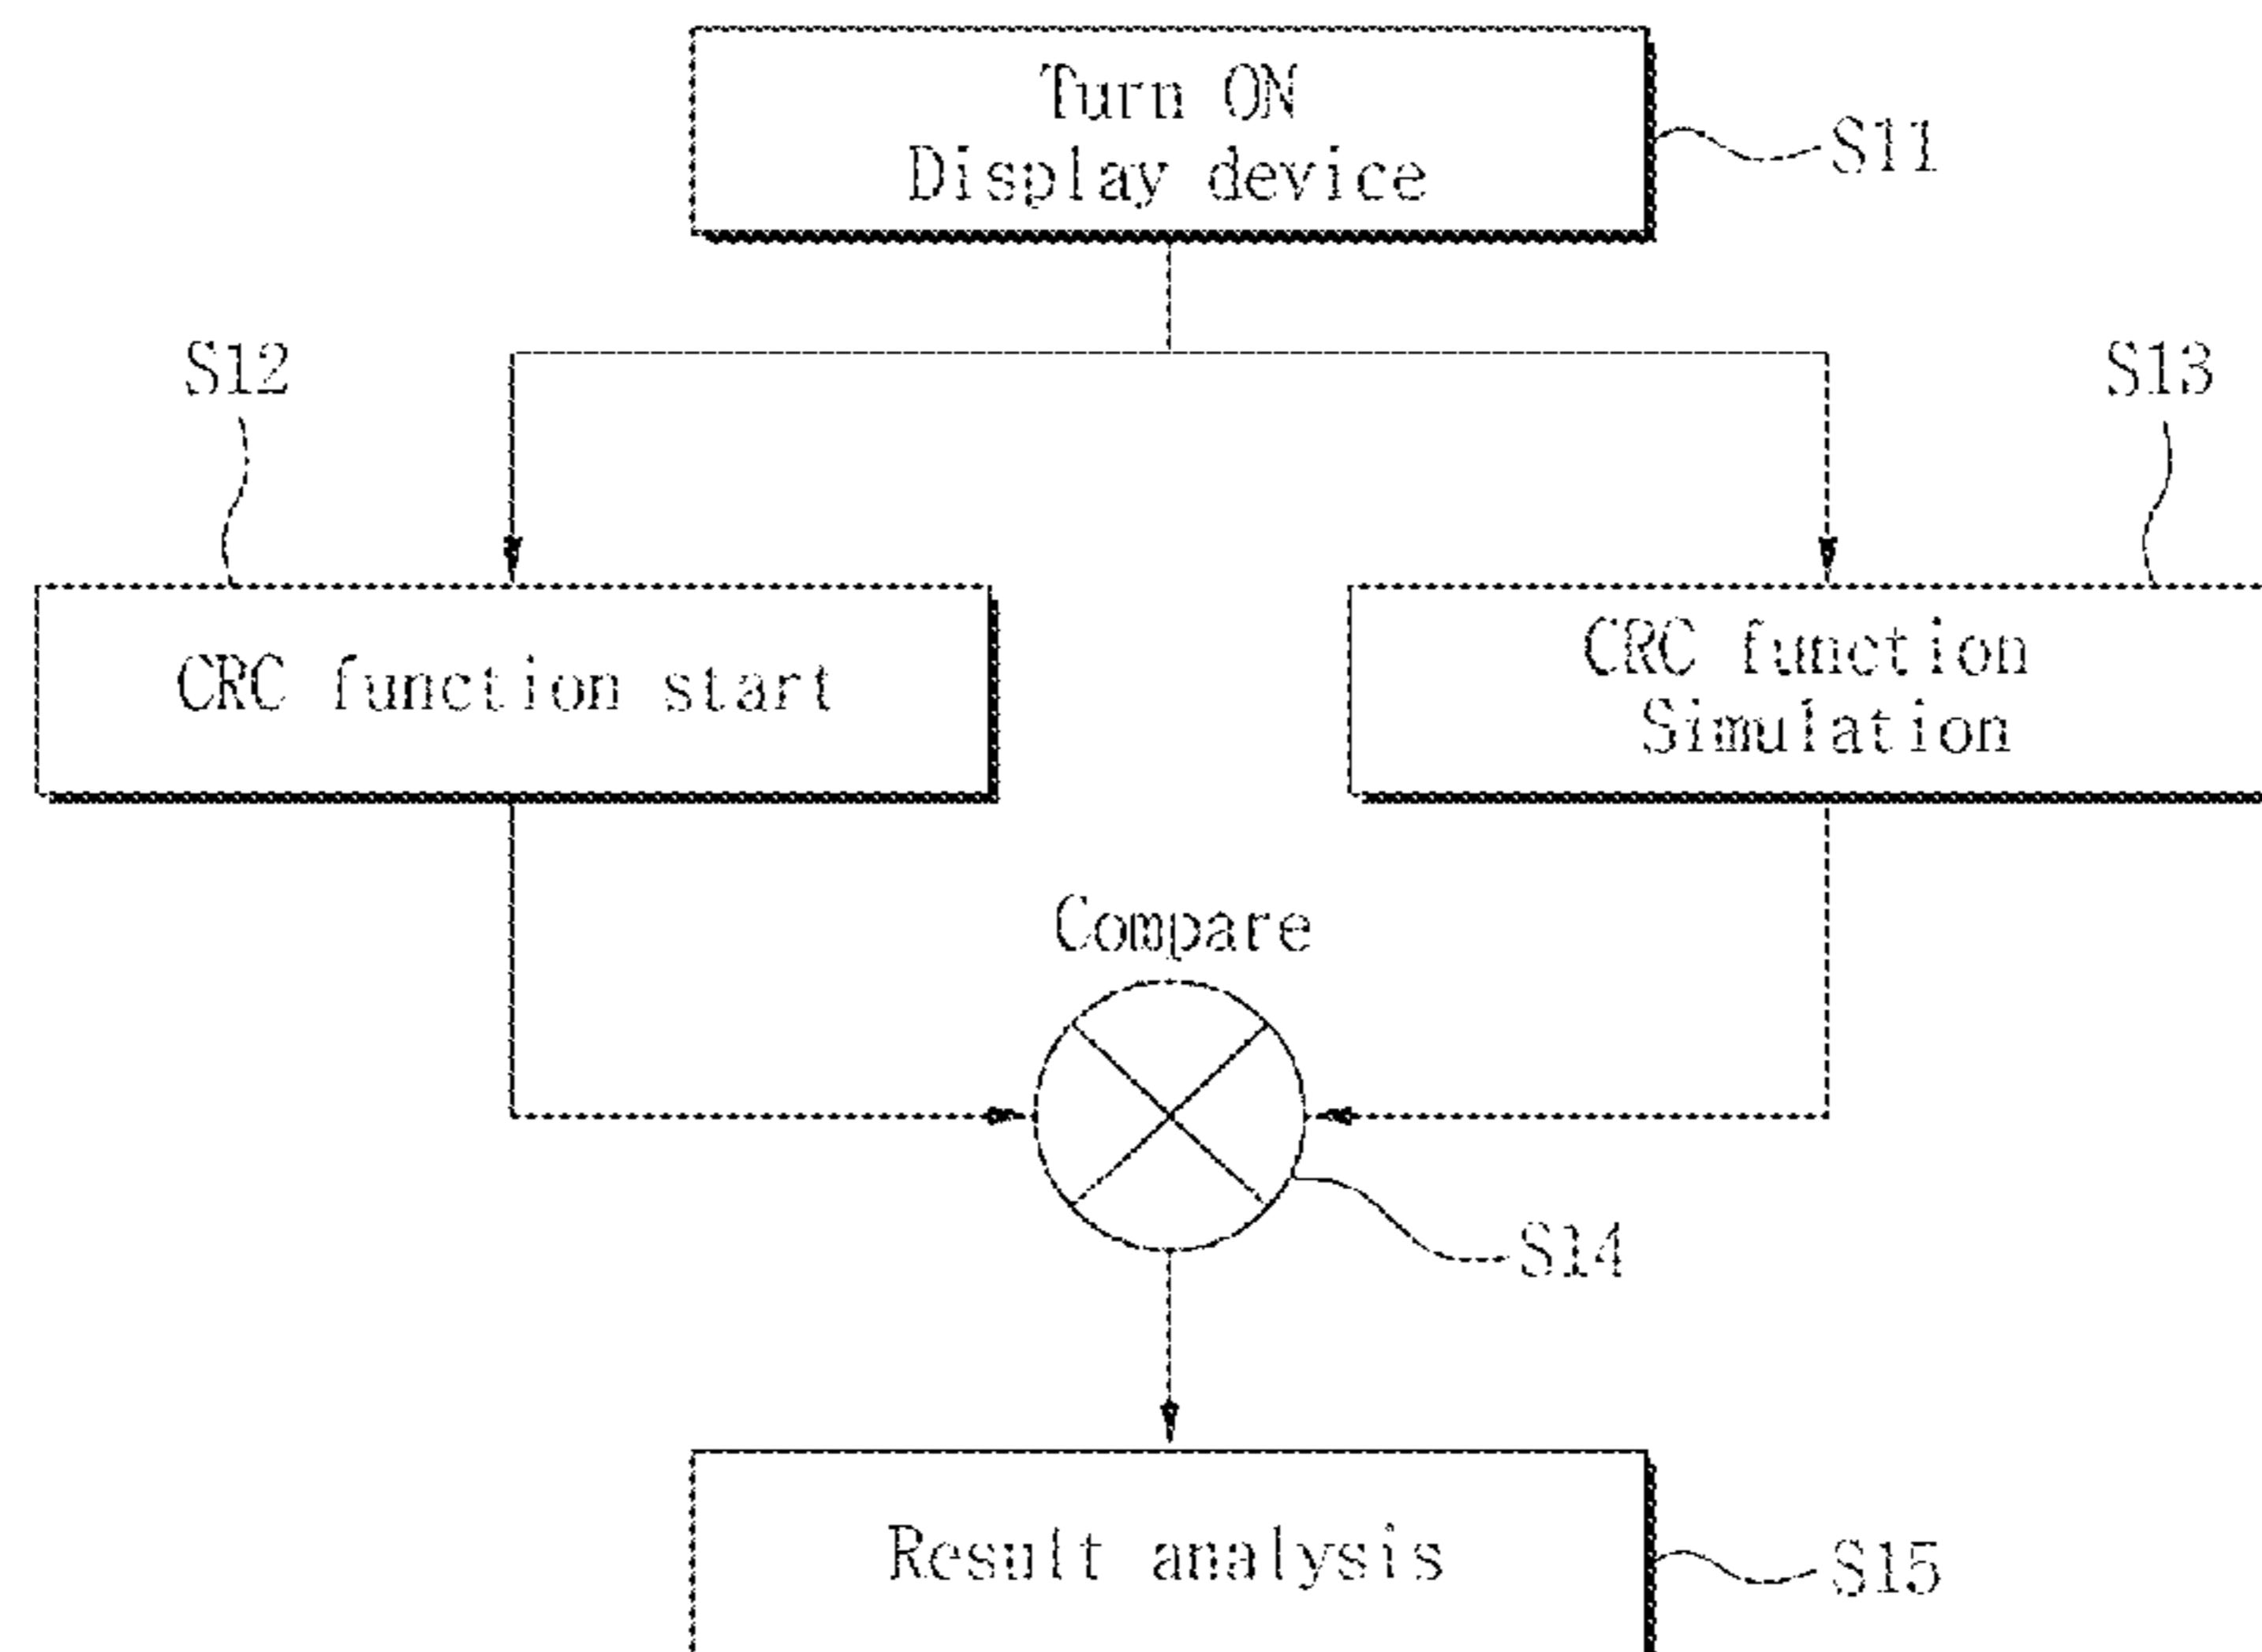 Turn ON
Display device
S11
S12
S13
CRC function start
CRC function
Simulation
Compare
S14
Result analysis
S15